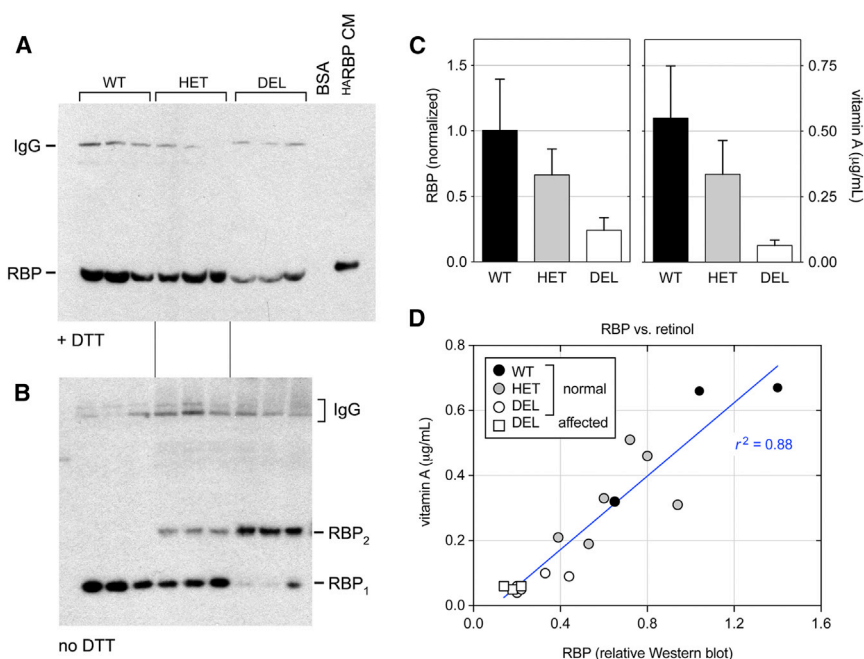 A
WT HET DEL BSA HARBP CM
IgG
RBP
+ DTT
B
IgG
RBP2
RBP1
no DTT
C
RBP (normalized)
1.5
1.0
0.5
0.0
WT HET DEL
WT HET DEL
0.75
0.50
0.25
0.00
vitamin A (µg/mL)
D
RBP vs. retinol
vitamin A (µg/mL)
0.8
0.6
0.4
0.2
0.0
WT
HET normal
DEL
DEL affected
r2 = 0.88
0.0 0.4 0.8 1.2 1.6
RBP (relative Western blot)